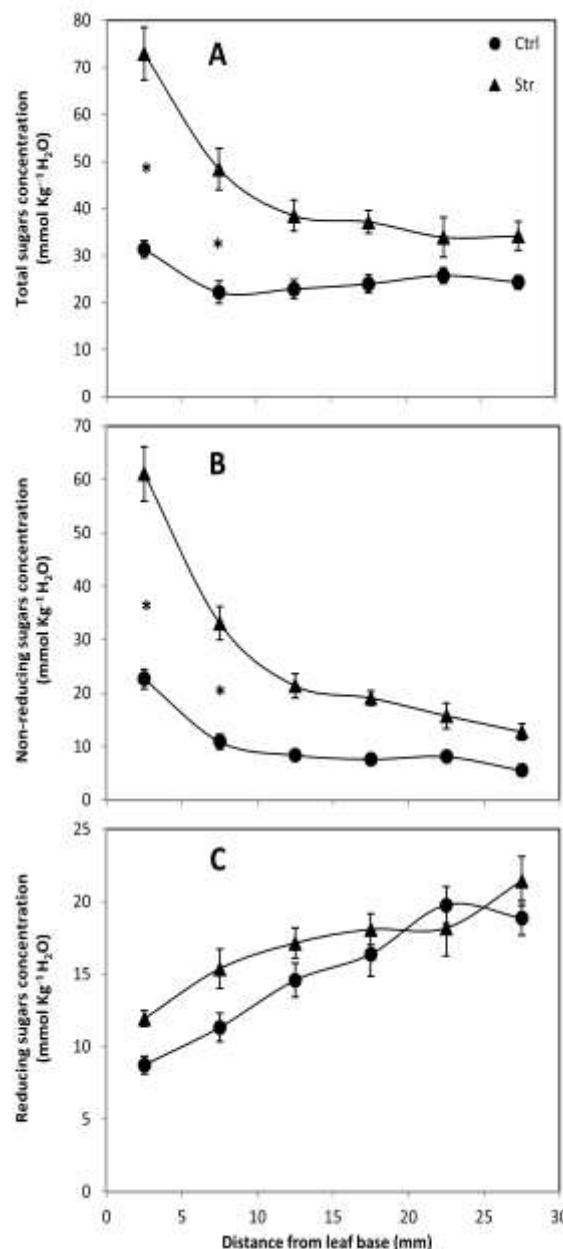 Total sugars concentration
(mmol Kg⁻¹ H₂O)
80
70
60
50
40
30
20
10
0
A
Ctrl
Str
*
*
Non-reducing sugars concentration
(mmol Kg⁻¹ H₂O)
70
60
50
40
30
20
10
0
B
*
*
Reducing sugars concentration
(mmol Kg⁻¹ H₂O)
25
20
15
10
5
0
C
0 5 10 15 20 25 30
Distance from leaf base (mm)